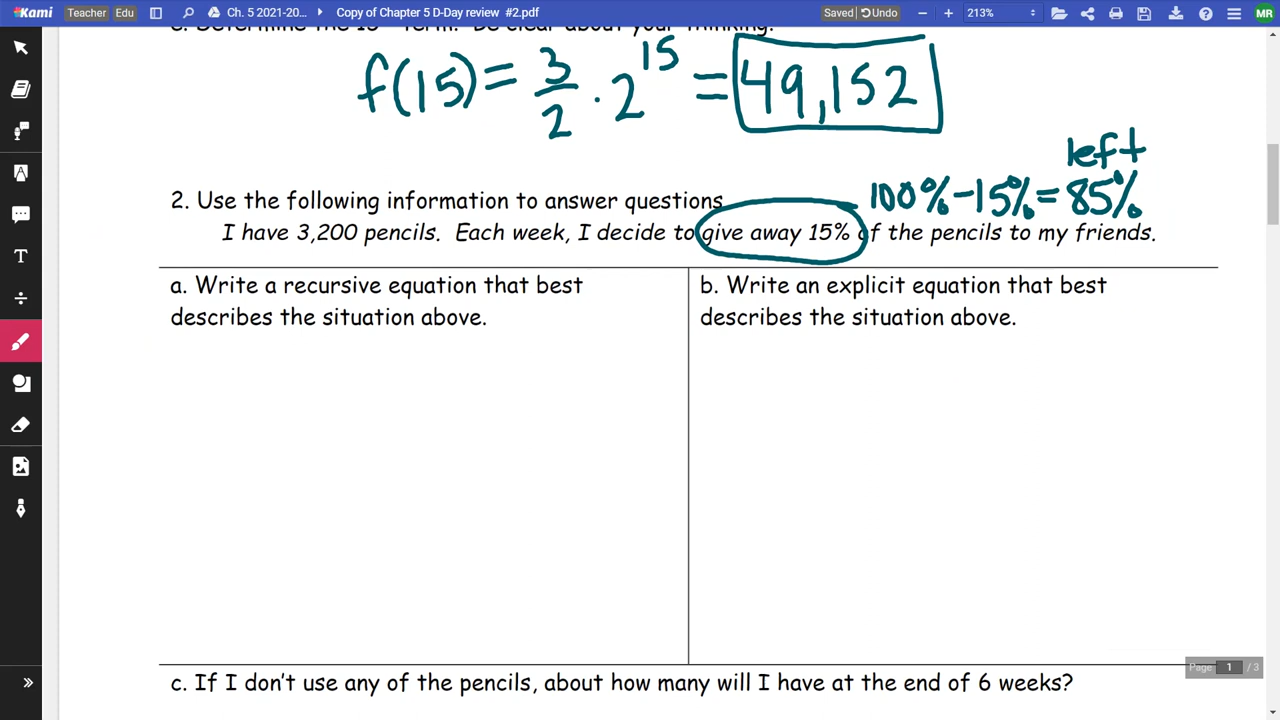 Kami Teacher Edu Ch. 5 2021-20... Copy of Chapter 5 D-Day review #2.pdf Saved Undo 213% MR
f(15) = 3/2 · 2^15 = 49,152
left
100% - 15% = 85%
2. Use the following information to answer questions
I have 3,200 pencils. Each week, I decide to give away 15% of the pencils to my friends.
a. Write a recursive equation that best
describes the situation above.
b. Write an explicit equation that best
describes the situation above.
Page 1 / 3
c. If I don't use any of the pencils, about how many will I have at the end of 6 weeks?